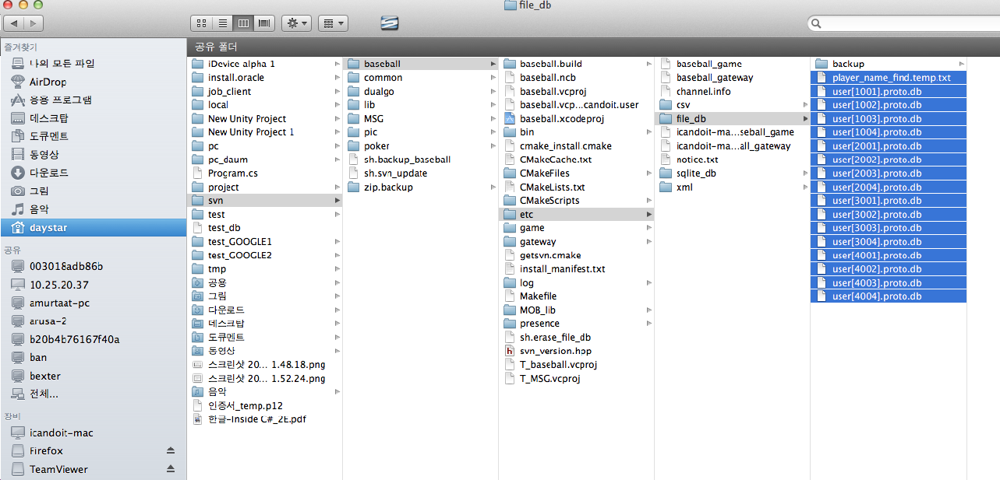 file_db
즐겨찾기
나의 모든 파일
AirDrop
응용 프로그램
데스크탑
도큐멘트
동영상
다운로드
그림
음악
daystar
공유
003018adb86b
10.25.20.37
amurtaat-pc
arusa-2
b20b4b76167f40a
ban
bexter
전체...
장비
icandoit-mac
Firefox
TeamViewer
공유 폴더
iDevice alpha 1
install.oracle
job_client
local
New Unity Project
New Unity Project 1
pc
pc_daum
Program.cs
project
svn
test
test_db
test_GOOGLE1
test_GOOGLE2
tmp
공용
그림
다운로드
데스크탑
도큐멘트
동영상
스크린샷 20... 1.48.18.png
스크린샷 20... 1.52.24.png
음악
인증서_temp.p12
한글-Inside C#_2E.pdf
baseball
common
dualgo
lib
MSG
pic
poker
sh.backup_baseball
sh.svn_update
zip.backup
baseball.build
baseball.ncb
baseball.vcproj
baseball.vcp...candoit.user
baseball.xcodeproj
bin
cmake_install.cmake
CMakeCache.txt
CMakeFiles
CMakeLists.txt
CMakeScripts
etc
game
gateway
getsvn.cmake
install_manifest.txt
log
Makefile
MOB_lib
presence
sh.erase_file_db
svn_version.hpp
T_baseball.vcproj
T_MSG.vcproj
baseball_game
baseball_gateway
channel.info
csv
file_db
icandoit-ma...seball_game
icandoit-ma...all_gateway
notice.txt
sqlite_db
xml
backup
player_name_find.temp.txt
user[1001].proto.db
user[1002].proto.db
user[1003].proto.db
user[1004].proto.db
user[2001].proto.db
user[2002].proto.db
user[2003].proto.db
user[2004].proto.db
user[3001].proto.db
user[3002].proto.db
user[3003].proto.db
user[3004].proto.db
user[4001].proto.db
user[4002].proto.db
user[4003].proto.db
user[4004].proto.db